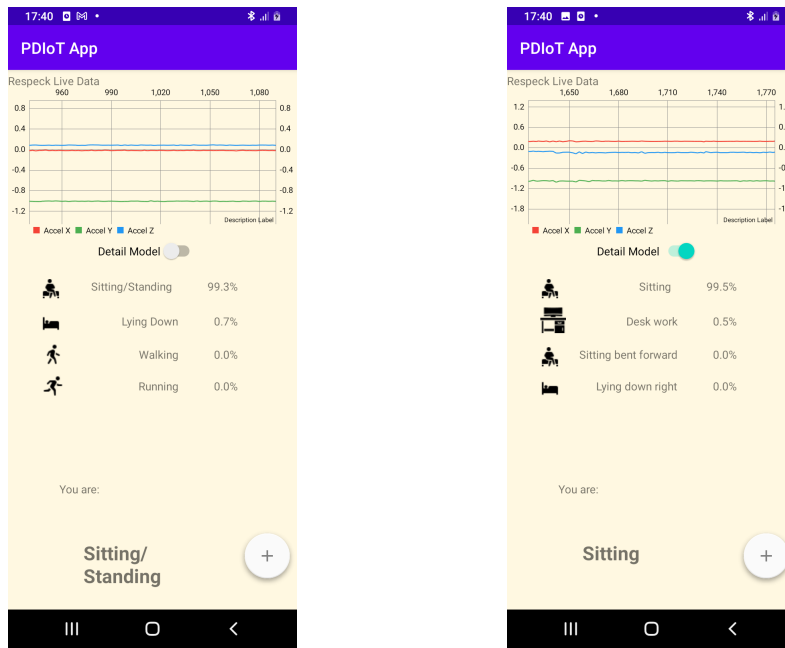 17:40
PDIoT App
Respeck Live Data
960 990 1,020 1,050 1,080
0.8 0.8
0.4 0.4
0.0 0.0
-0.4 -0.4
-0.8 -0.8
-1.2 -1.2
Description Label
Accel X Accel Y Accel Z
Detail Model
Sitting/Standing 99.3%
Lying Down 0.7%
Walking 0.0%
Running 0.0%
You are:
Sitting/
Standing
+
17:40
PDIoT App
Respeck Live Data
1,650 1,680 1,710 1,740 1,770
1.2 1.
0.6 0.
0.0 0.
-0.6 -0
-1.2 -1
-1.8 -1
Description Label
Accel X Accel Y Accel Z
Detail Model
Sitting 99.5%
Desk work 0.5%
Sitting bent forward 0.0%
Lying down right 0.0%
You are:
Sitting
+